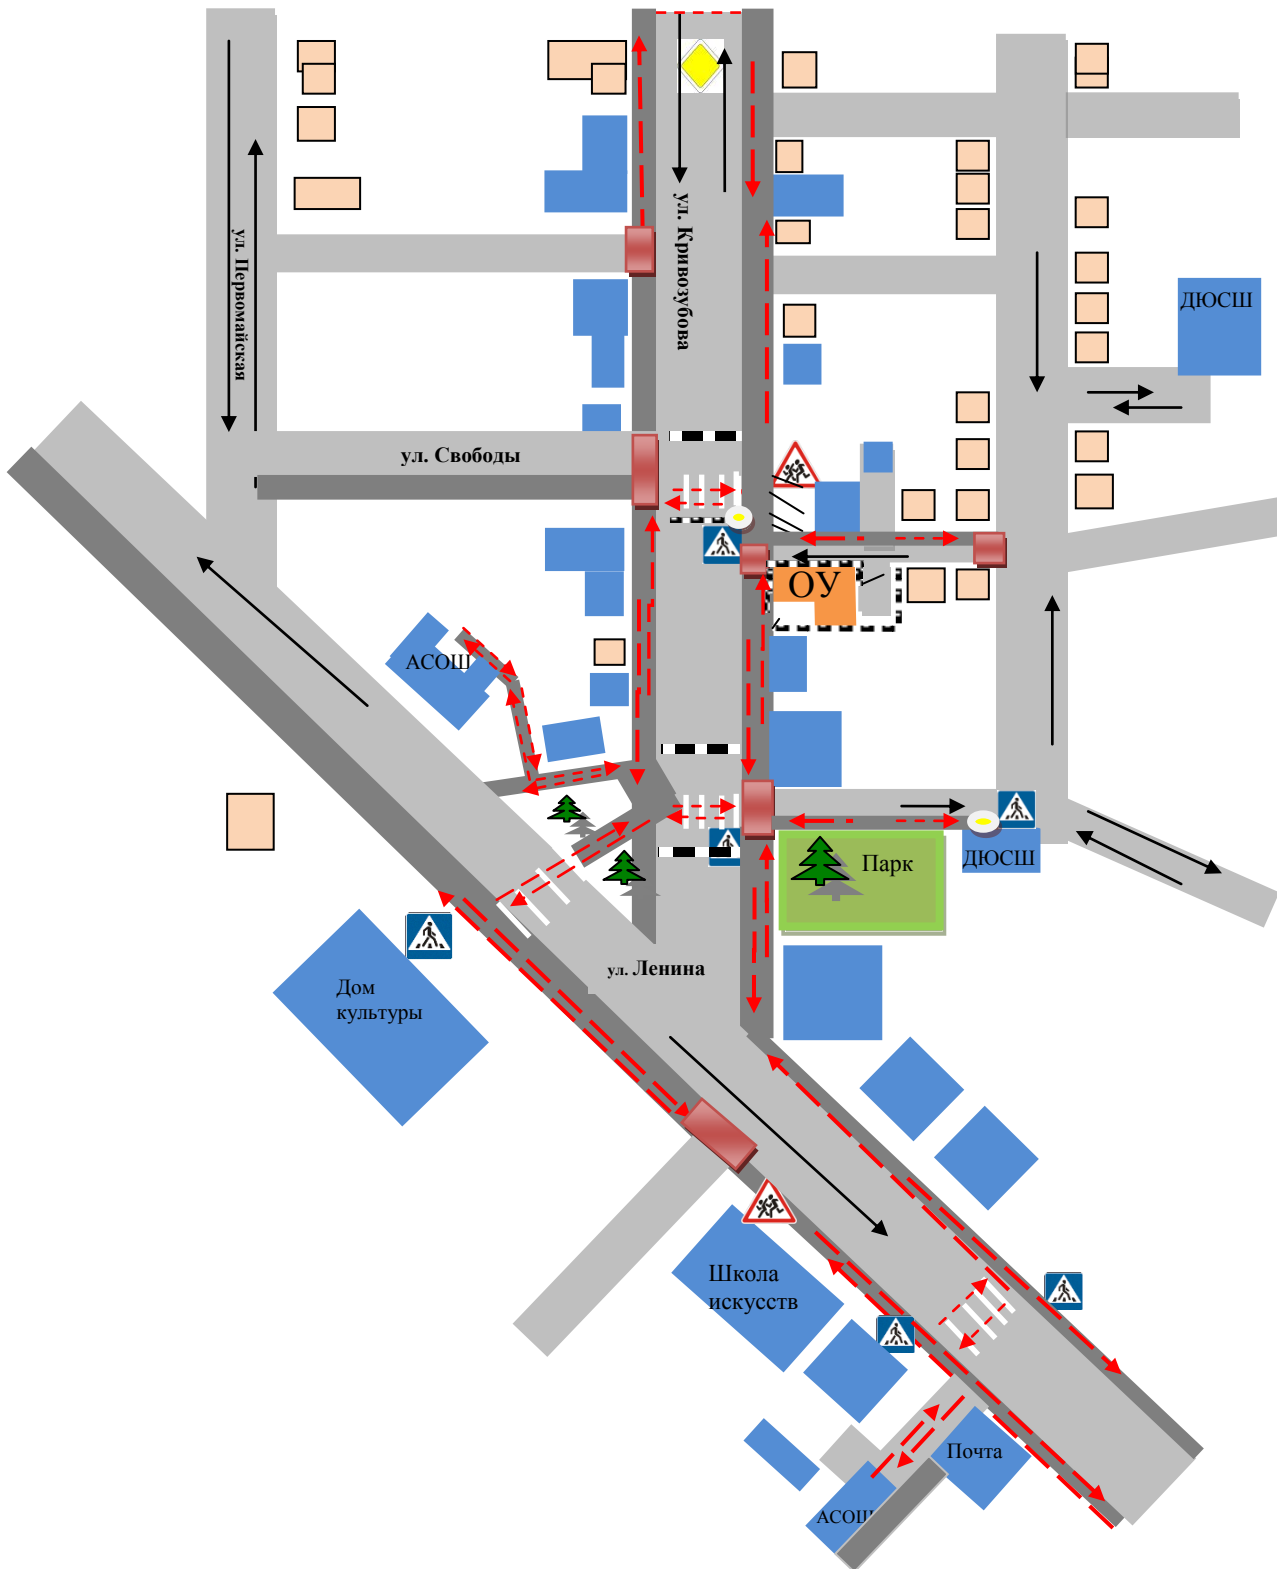 ул. Первомайская
ул. Кривозубова
ДЮСШ
ул. Свободы
ОУ
АСОШ
Парк
ДЮСШ
ул. Ленина
Дом
культуры
Школа
искусств
Почта
АСОШ